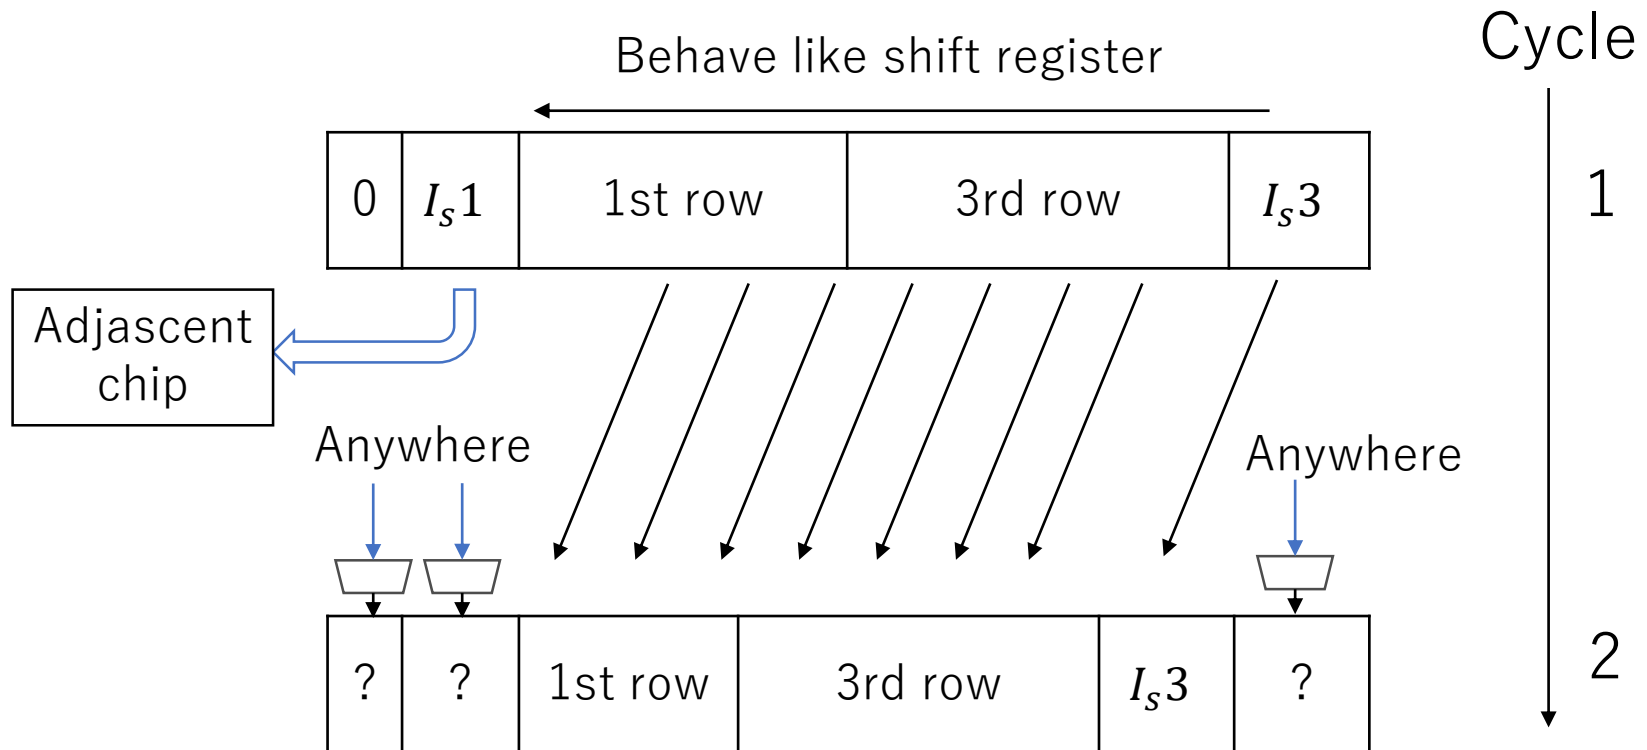 Cycle
Behave like shift register
0 I_s1 1st row 3rd row I_s3
1
Adjascent
chip
Anywhere
Anywhere
? ? 1st row 3rd row I_s3 ?
2